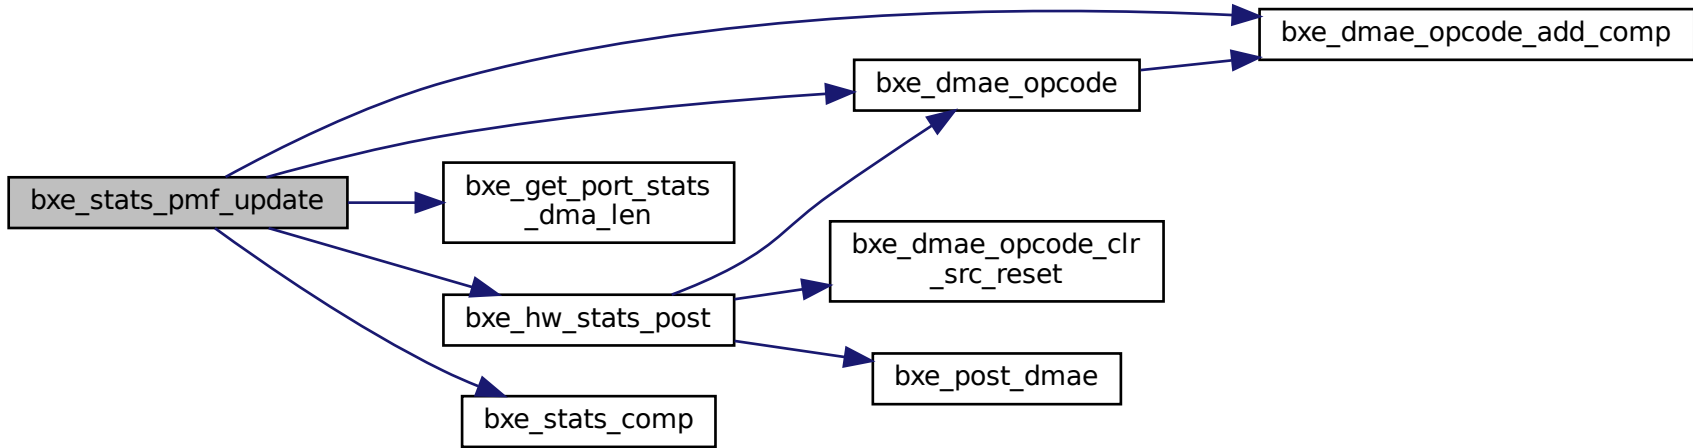 bxe_stats_pmf_update
bxe_dmae_opcode_add_comp
bxe_dmae_opcode
bxe_get_port_stats
_dma_len
bxe_dmae_opcode_clr
_src_reset
bxe_hw_stats_post
bxe_post_dmae
bxe_stats_comp